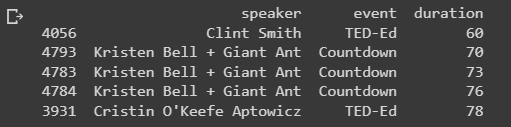 speaker event duration
4056 Clint Smith TED-Ed 60
4793 Kristen Bell + Giant Ant Countdown 70
4783 Kristen Bell + Giant Ant Countdown 73
4784 Kristen Bell + Giant Ant Countdown 76
3931 Cristin O'Keefe Aptowicz TED-Ed 78